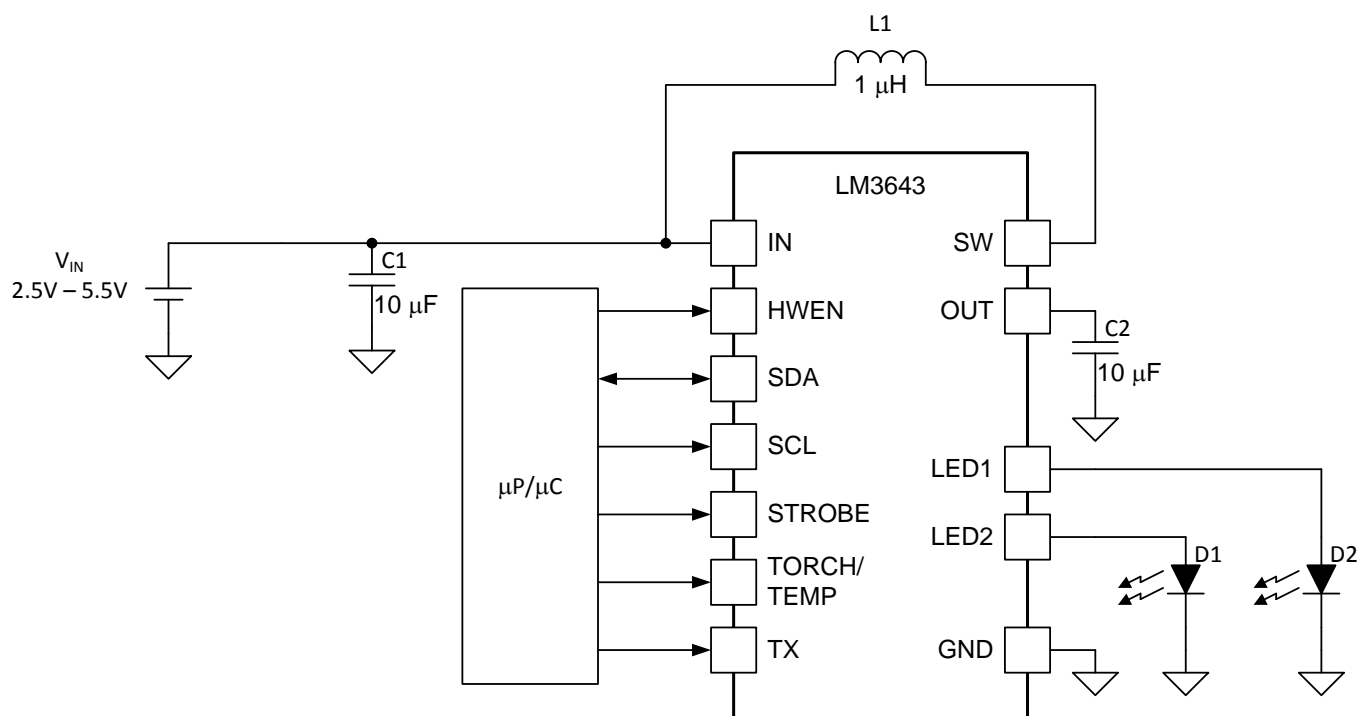 L1
1 μH
LM3643
IN
SW
V_IN
2.5V – 5.5V
C1
10 μF
HWEN
OUT
C2
10 μF
SDA
SCL
LED1
μP/μC
STROBE
LED2
TORCH/
TEMP
D1
D2
TX
GND